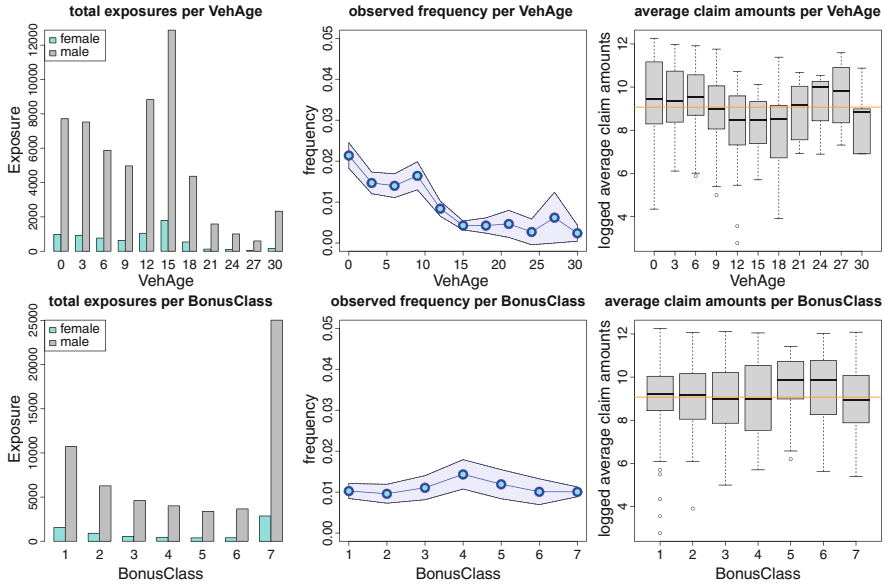 total exposures per VehAge
female
male
Exposure
0 2000 4000 6000 8000 10000 12000
0 3 6 9 12 15 18 21 24 27 30
VehAge
observed frequency per VehAge
frequency
0.00 0.01 0.02 0.03 0.04 0.05
0 5 10 15 20 25 30
VehAge
average claim amounts per VehAge
logged average claim amounts
4 6 8 10 12
0 3 6 9 12 15 18 21 24 27 30
VehAge
total exposures per BonusClass
female
male
Exposure
0 5000 10000 15000 20000 25000
1 2 3 4 5 6 7
BonusClass
observed frequency per BonusClass
frequency
0.00 0.01 0.02 0.03 0.04 0.05
1 2 3 4 5 6 7
BonusClass
average claim amounts per BonusClass
logged average claim amounts
4 6 8 10 12
1 2 3 4 5 6 7
BonusClass